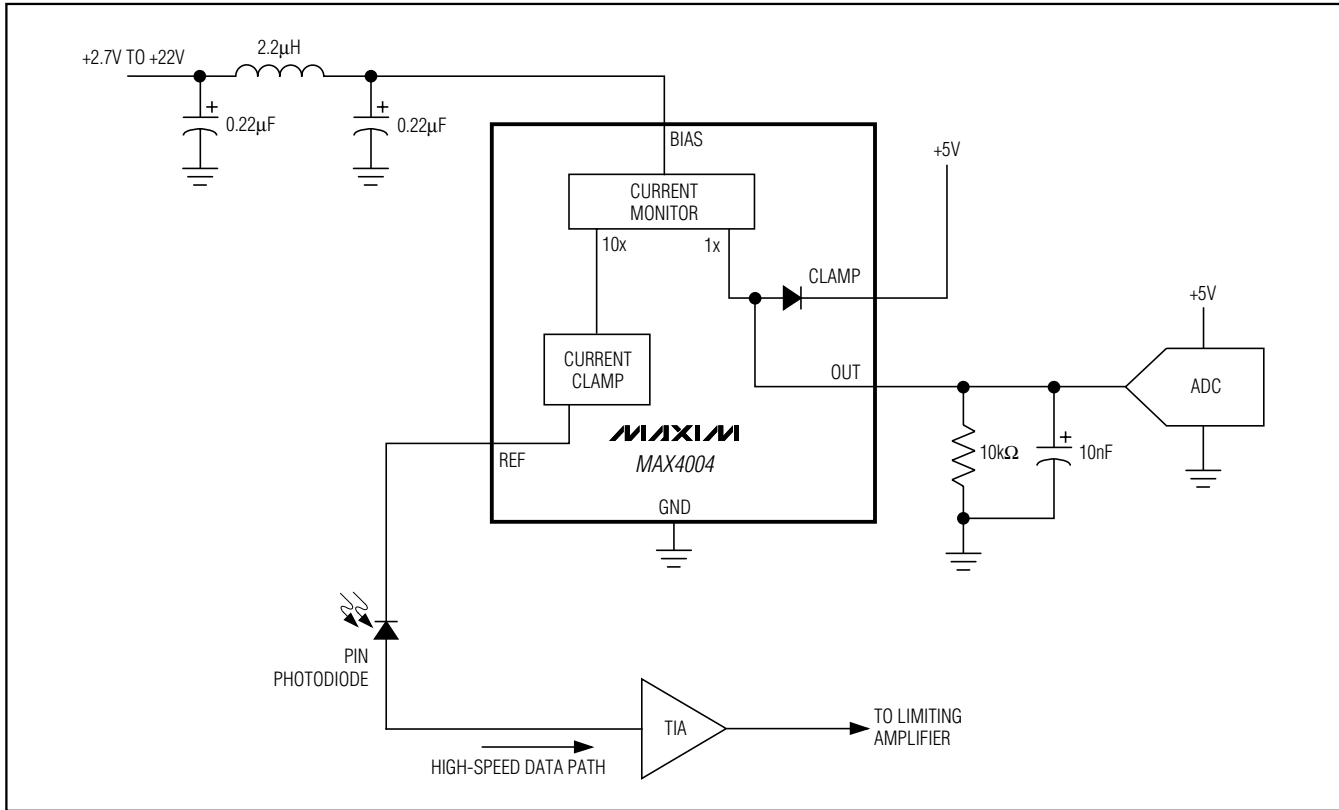 +2.7V TO +22V
2.2µH
+
0.22µF
+
0.22µF
BIAS
+5V
CURRENT
MONITOR
10x
1x
CLAMP
+5V
CURRENT
CLAMP
OUT
ADC
MAXIM
MAX4004
REF
+
10kΩ
10nF
GND
PIN
PHOTODIODE
TIA
TO LIMITING
AMPLIFIER
HIGH-SPEED DATA PATH